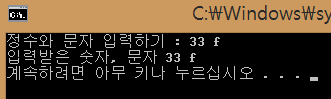 C:₩Windows₩sy
정수와 문자 입력하기 : 33 f
입력받은 숫자, 문자 33 f
계속하려면 아무 키나 누르십시오 . . .